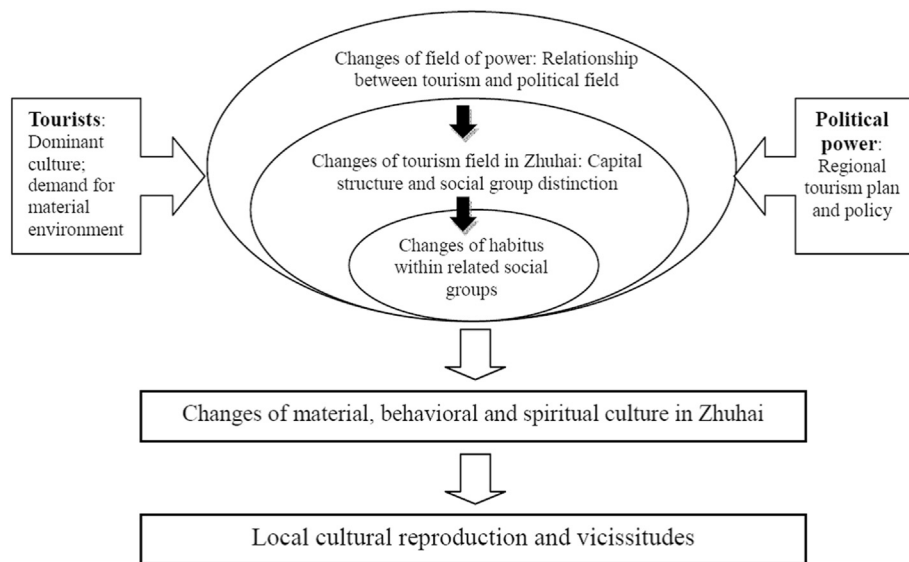 Changes of field of power: Relationship
between tourism and political field
Tourists:
Dominant
culture;
demand for
material
environment
Changes of tourism field in Zhuhai: Capital
structure and social group distinction
Changes of habitus
within related social
groups
Political
power:
Regional
tourism plan
and policy
Changes of material, behavioral and spiritual culture in Zhuhai
Local cultural reproduction and vicissitudes